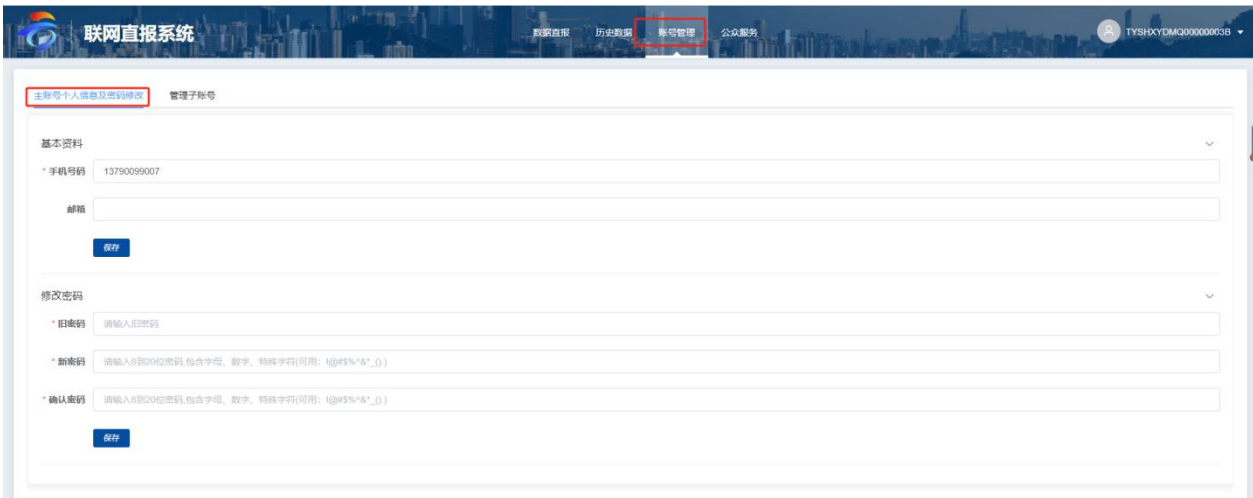 联网直报系统
数据直报 历史数据 账号管理 公众服务
TYSHXYDMQ00000003B
主账号个人信息及密码修改 管理子账号
基本资料
* 手机号码 13790099007
邮箱
保存
修改密码
* 旧密码 请输入旧密码
* 新密码 请输入8到20位密码,包含字母、数字、特殊字符(可用：!@#$%^&*_().)
* 确认密码 请输入8到20位密码,包含字母、数字、特殊字符(可用：!@#$%^&*_().)
保存